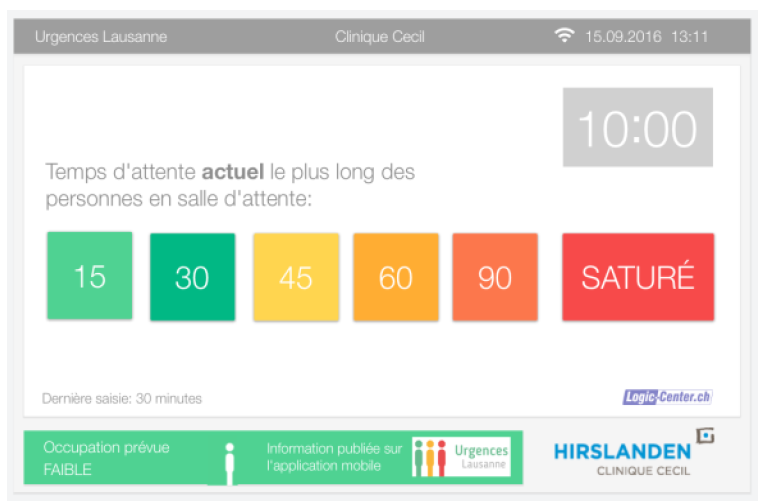 Urgences Lausanne Clinique Cecil 15.09.2016 13:11
10:00
Temps d'attente actuel le plus long des
personnes en salle d'attente:
15 30 45 60 90 SATURÉ
Dernière saisie: 30 minutes
Logic-Center.ch
Occupation prévue
FAIBLE
Information publiée sur
l'application mobile
Urgences
Lausanne
HIRSLANDEN
CLINIQUE CECIL